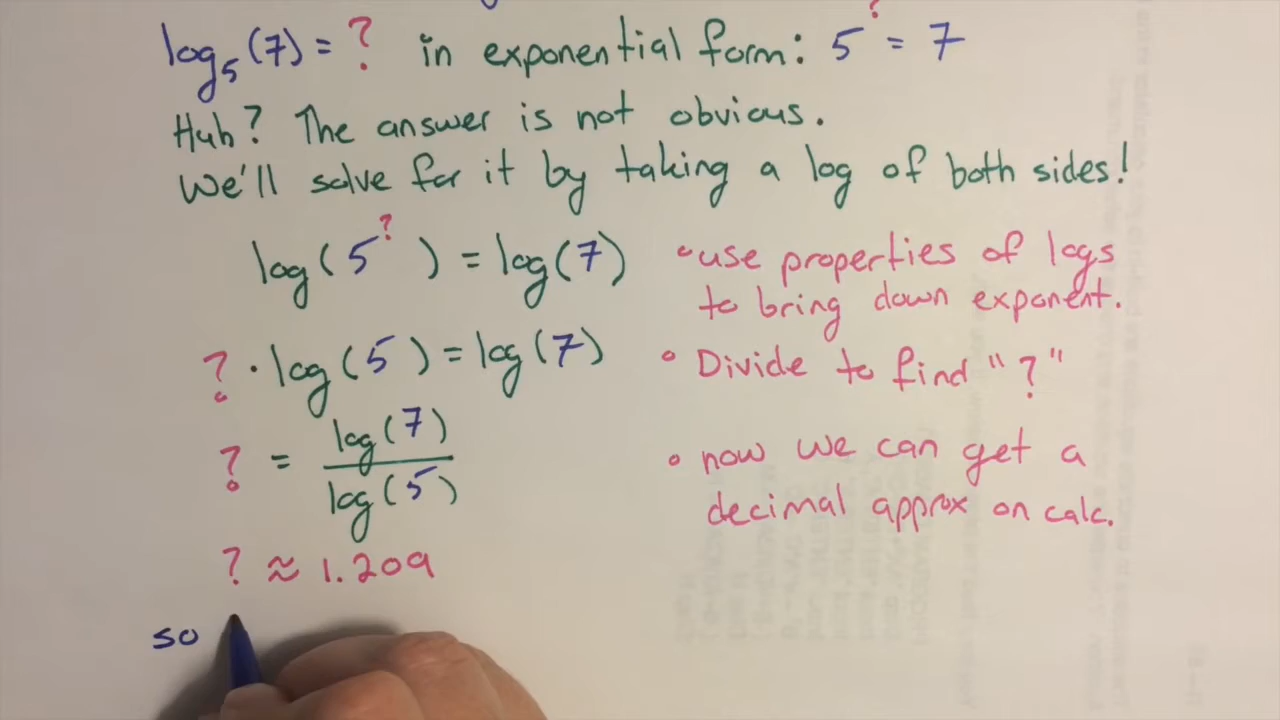 log₅(7) = ? in exponential form: 5^? = 7
Huh? The answer is not obvious.
We'll solve for it by taking a log of both sides!
log(5^?) = log(7) • use properties of logs
to bring down exponent.
? · log(5) = log(7) • Divide to find "?"
? = log(7) / log(5) • now we can get a
decimal approx on calc.
? ≈ 1.209
so